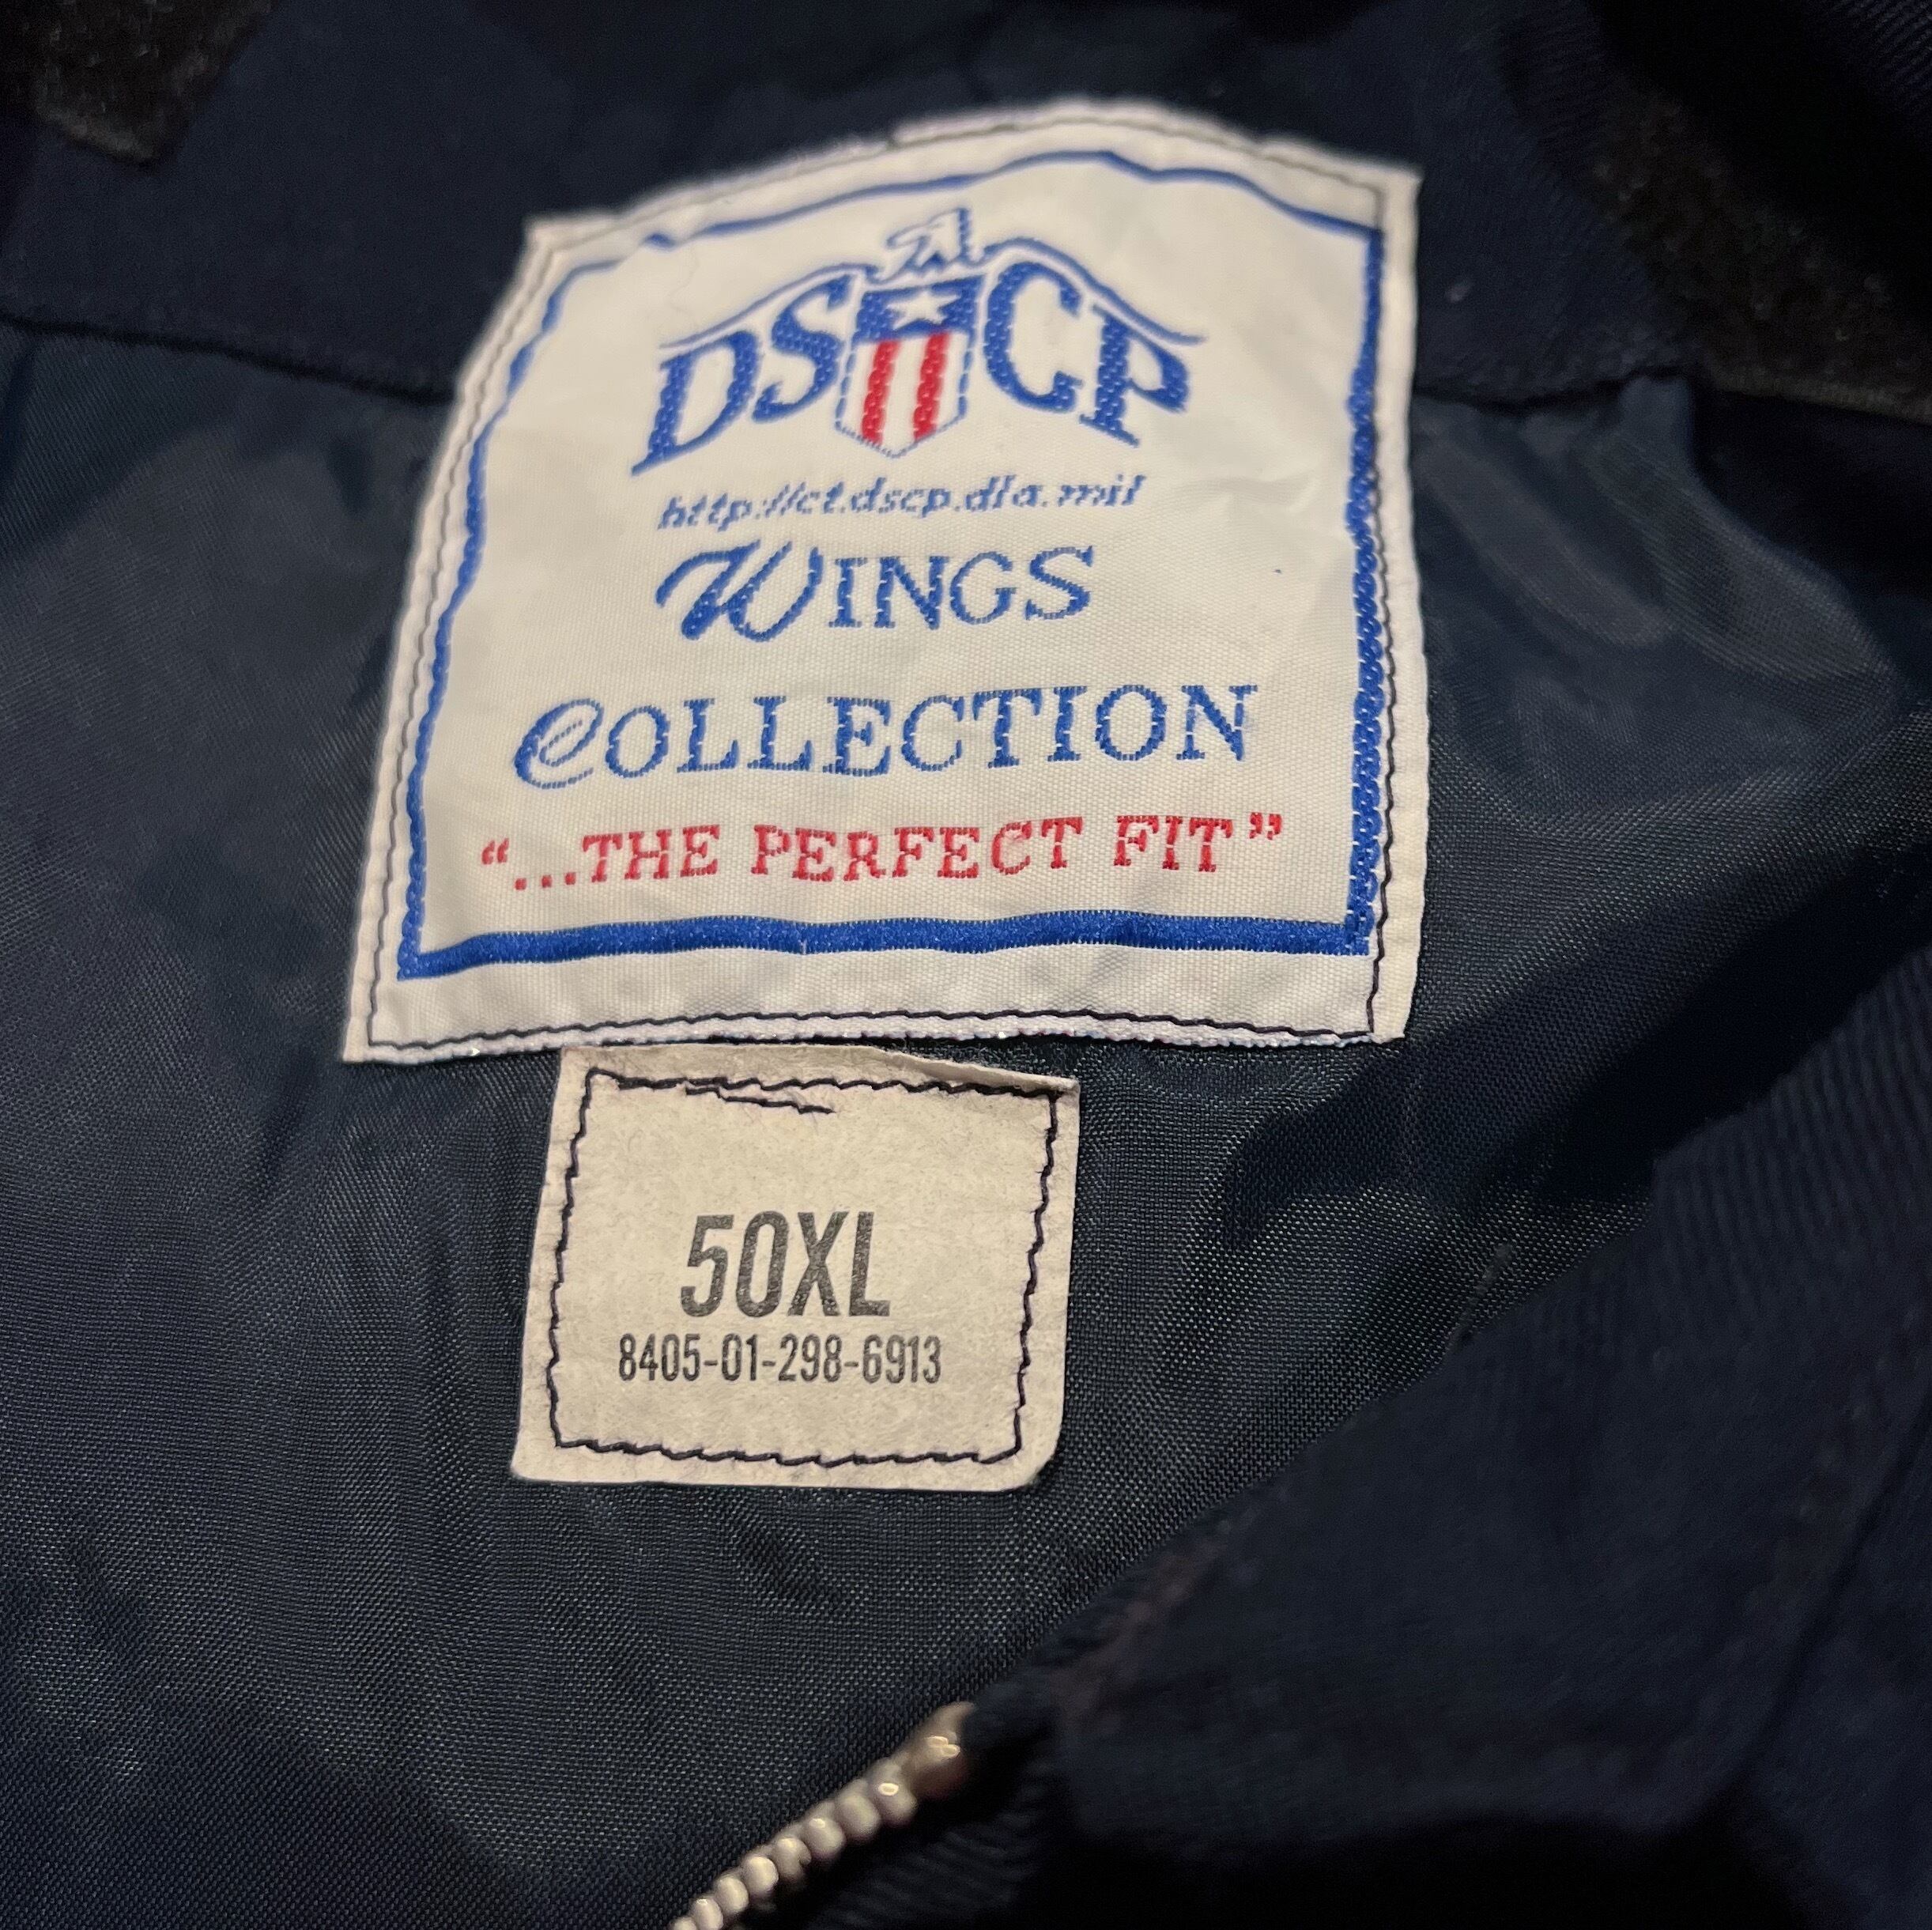 DSCP
http://ct.dscp.dla.mil
WINGS
COLLECTION
“...THE PERFECT FIT”
50XL
8405-01-298-6913